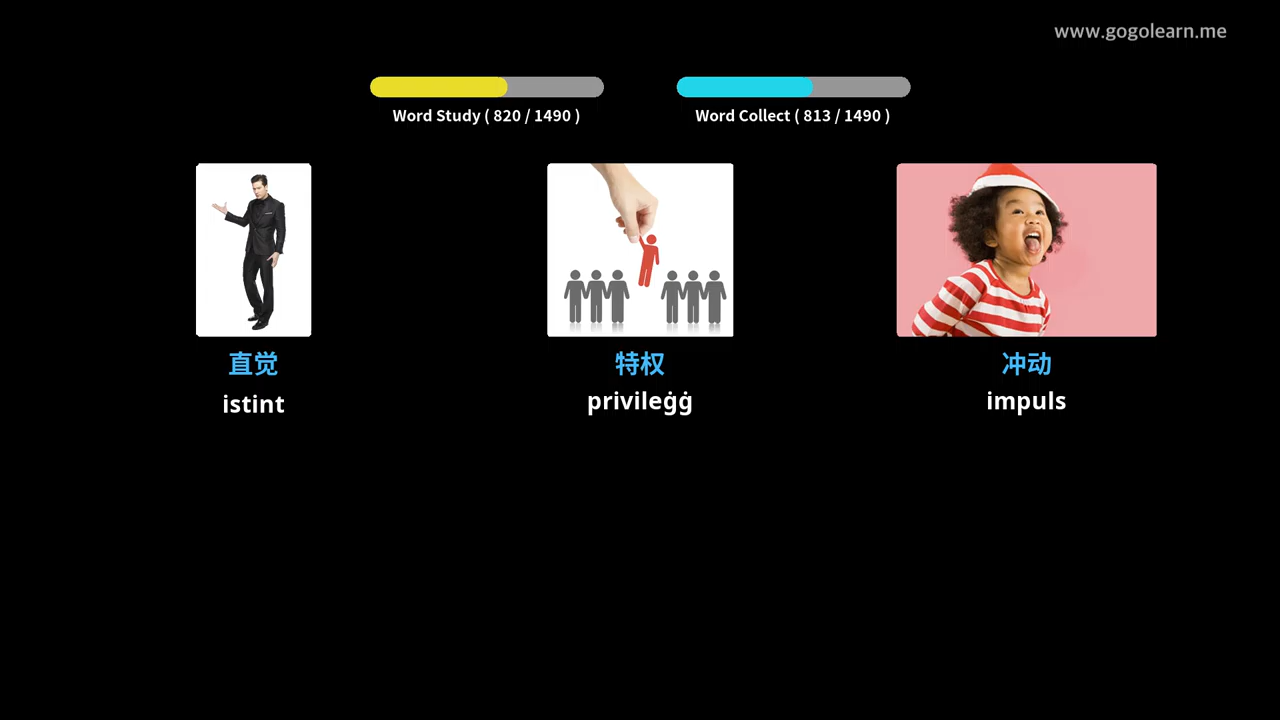 www.gogolearn.me
Word Study ( 820 / 1490 )
Word Collect ( 813 / 1490 )
直觉
istint
特权
privileġġ
冲动
impuls